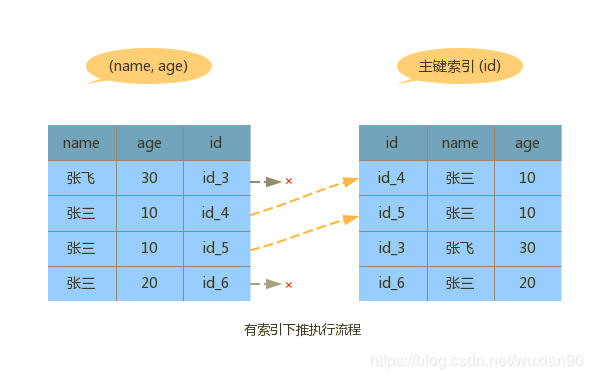 (name, age)
主键索引 (id)
name age id
张飞 30 id_3
张三 10 id_4
张三 10 id_5
张三 20 id_6
×
×
id name age
id_4 张三 10
id_5 张三 10
id_3 张飞 30
id_6 张三 20
有索引下推执行流程
https://blog.csdn.net/wuxian90